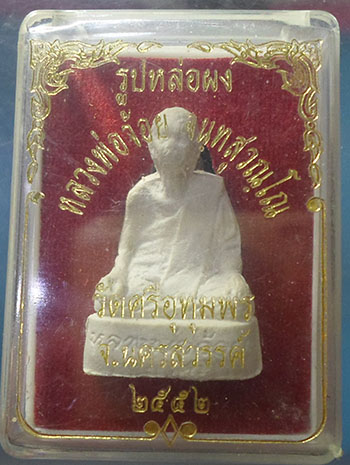 รูปหล่อผง
หลวงพ่อจ้อย จนฺทสุวณฺโณ
วัดศรีอุทุมพร
จ.นครสวรรค์
๒๕๕๒